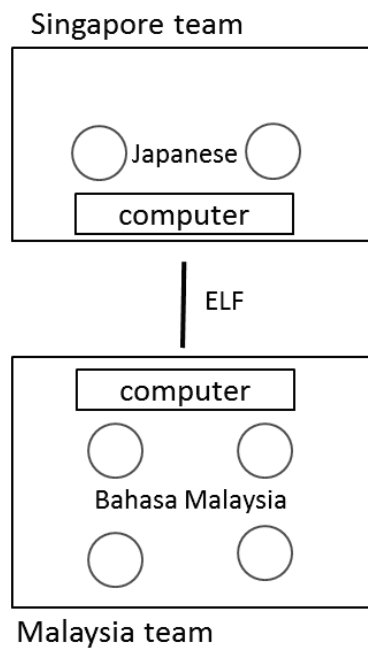 Singapore team
Japanese
computer
ELF
computer
Bahasa Malaysia
Malaysia team